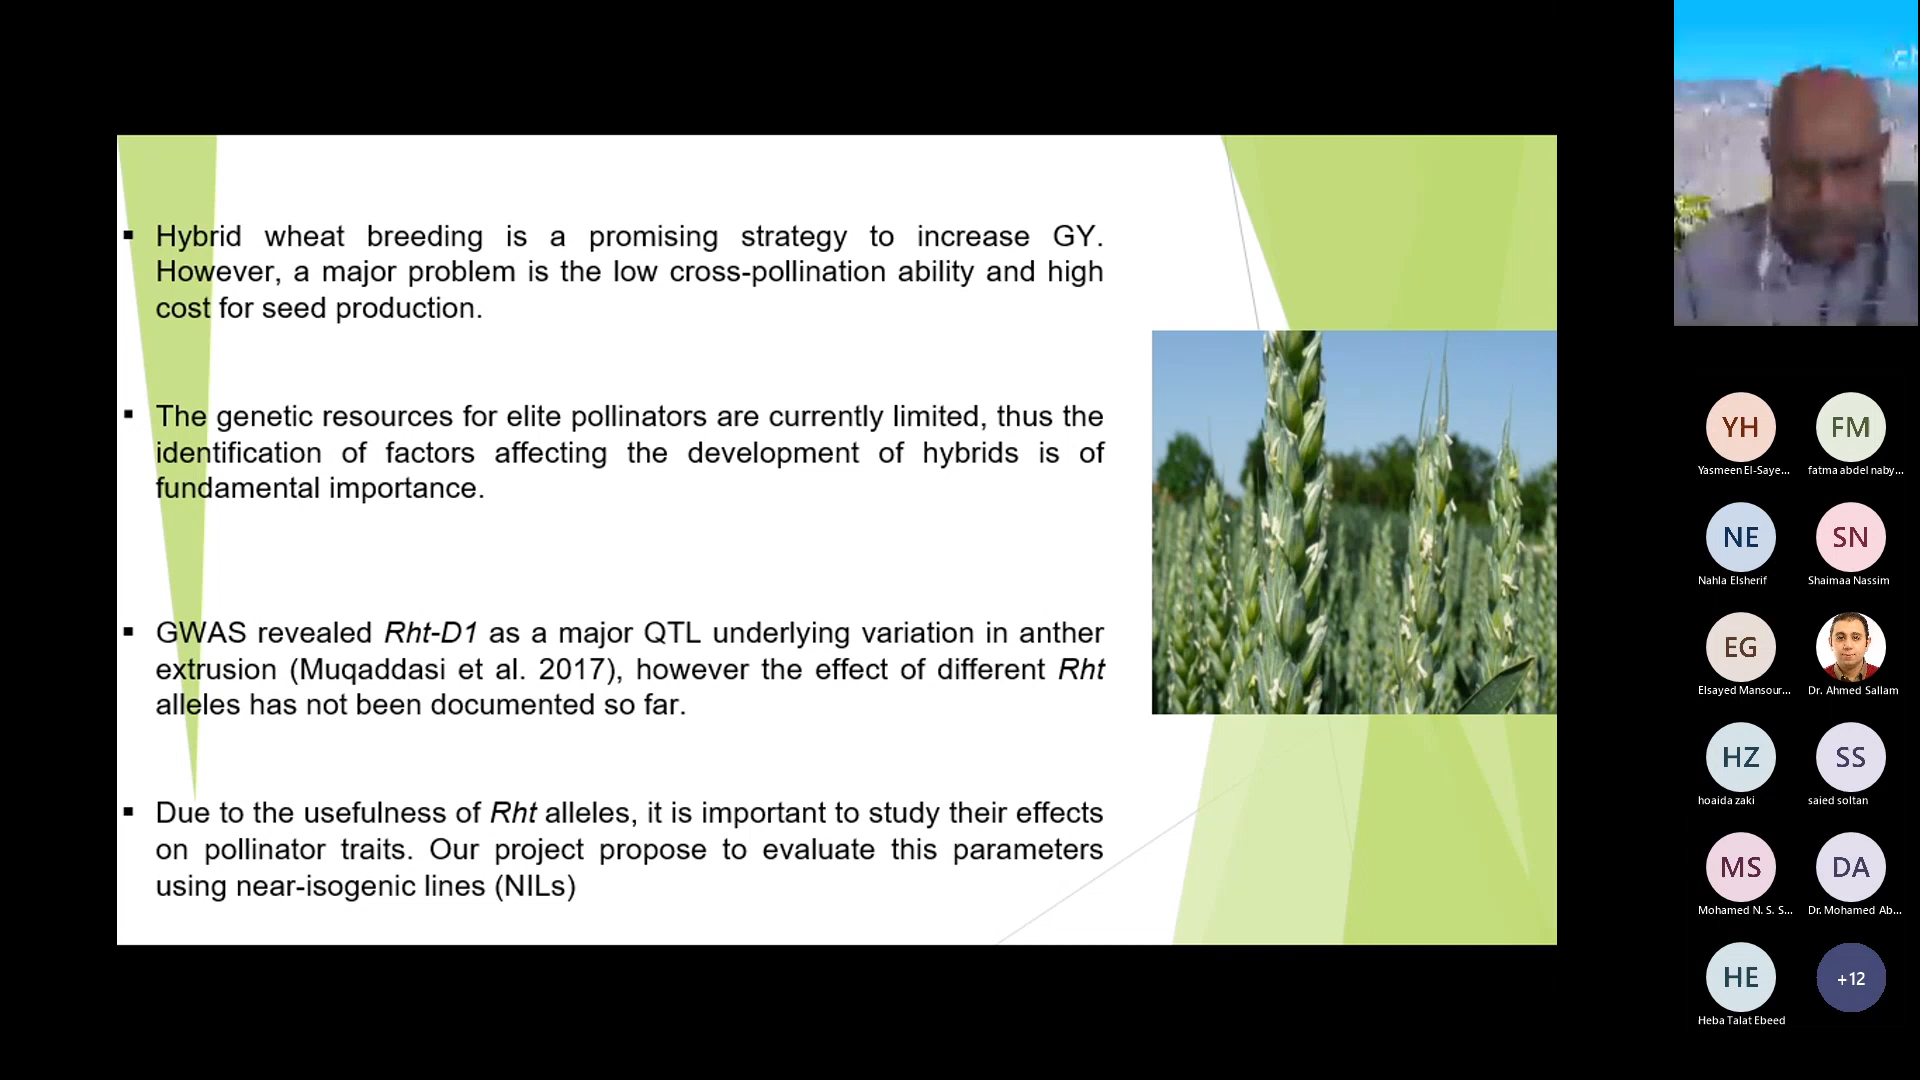 Hybrid wheat breeding is a promising strategy to increase GY.
However, a major problem is the low cross-pollination ability and high
cost for seed production.
The genetic resources for elite pollinators are currently limited, thus the
identification of factors affecting the development of hybrids is of
fundamental importance.
GWAS revealed Rht-D1 as a major QTL underlying variation in anther
extrusion (Muqaddasi et al. 2017), however the effect of different Rht
alleles has not been documented so far.
Due to the usefulness of Rht alleles, it is important to study their effects
on pollinator traits. Our project propose to evaluate this parameters
using near-isogenic lines (NILs)
YH
Yasmeen El-Saye...
FM
fatma abdel naby...
NE
Nahla Elsherif
SN
Shaimaa Nassim
EG
Elsayed Mansour...
Dr. Ahmed Sallam
HZ
hoaida zaki
SS
saied soltan
MS
Mohamed N. S. S...
DA
Dr. Mohamed Ab...
HE
Heba Talat Ebeed
+12